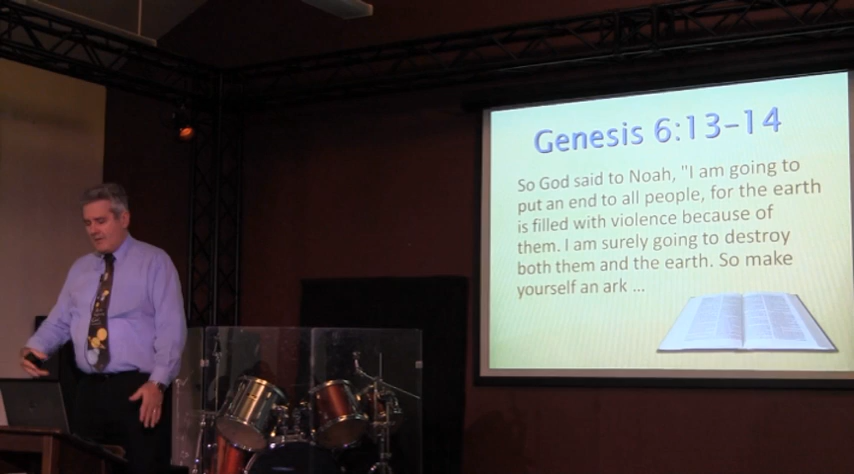 Genesis 6:13-14
So God said to Noah, "I am going to
put an end to all people, for the earth
is filled with violence because of
them. I am surely going to destroy
both them and the earth. So make
yourself an ark ...